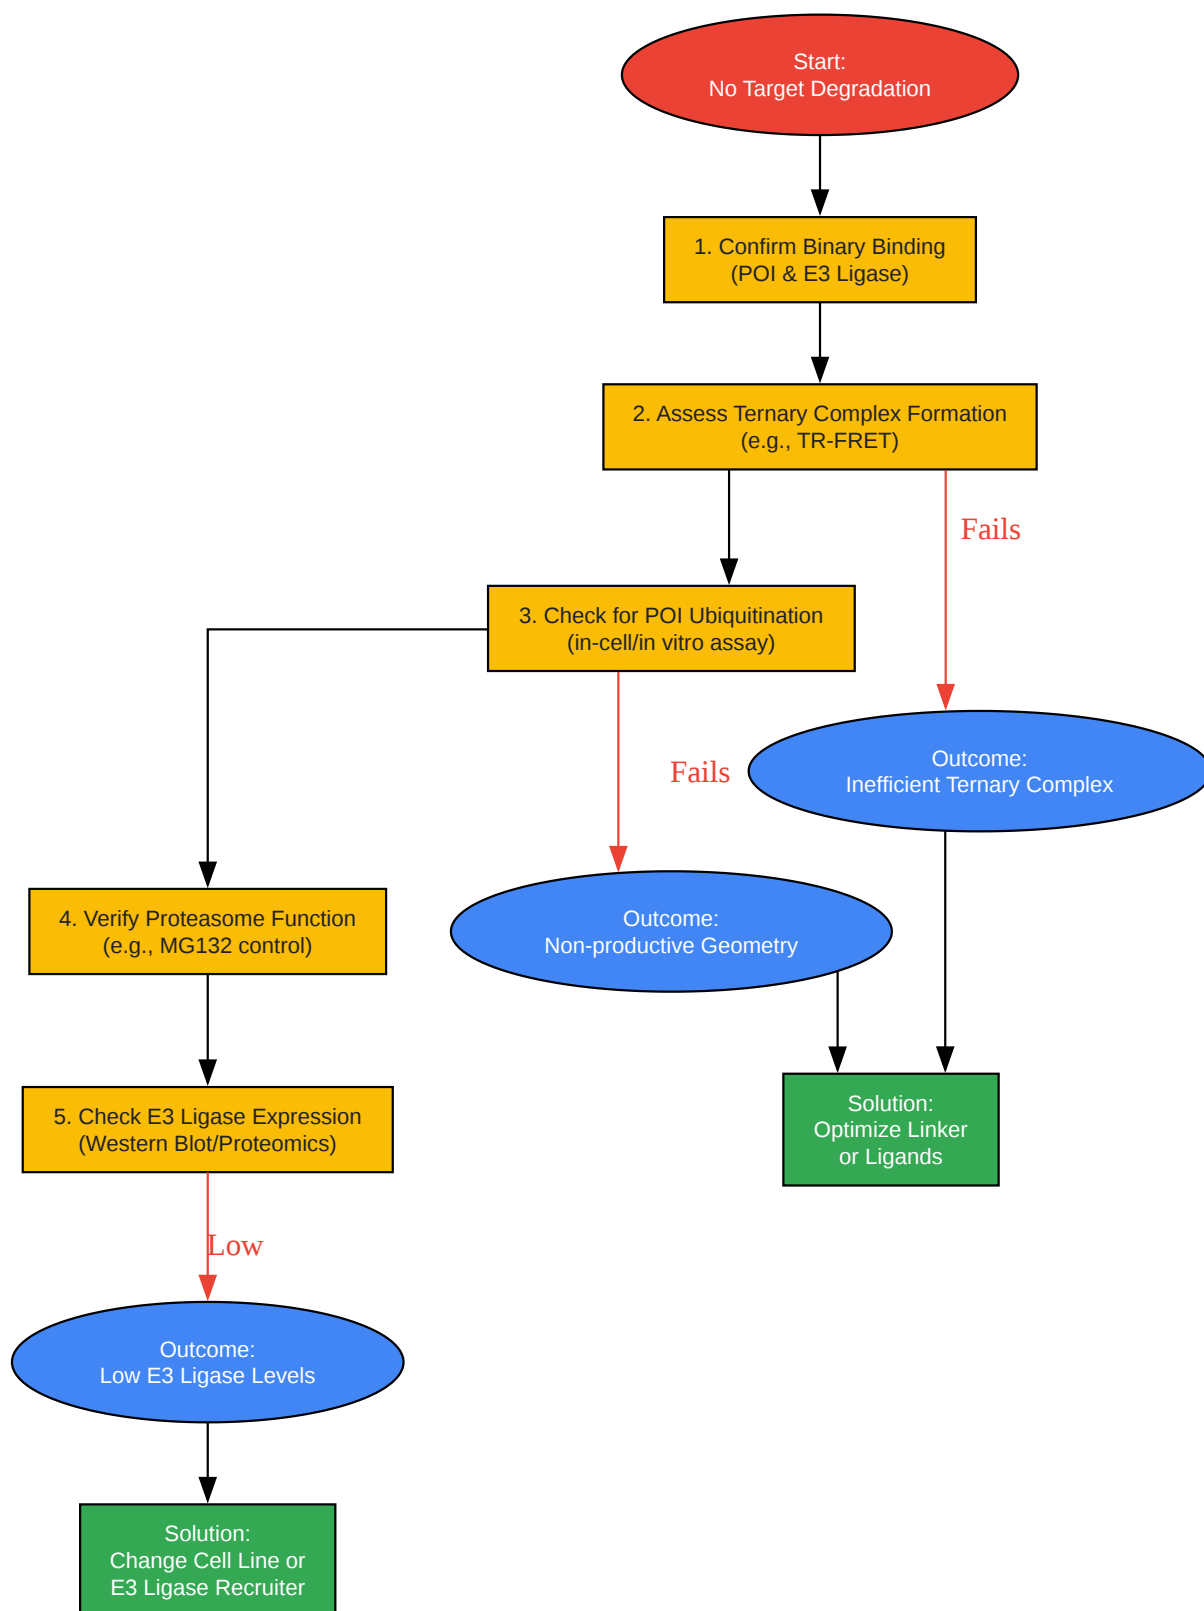 Start:
No Target Degradation
1. Confirm Binary Binding
(POI & E3 Ligase)
2. Assess Ternary Complex Formation
(e.g., TR-FRET)
Fails
3. Check for POI Ubiquitination
(in-cell/in vitro assay)
Fails
Outcome:
Inefficient Ternary Complex
4. Verify Proteasome Function
(e.g., MG132 control)
Outcome:
Non-productive Geometry
5. Check E3 Ligase Expression
(Western Blot/Proteomics)
Solution:
Optimize Linker
or Ligands
Low
Outcome:
Low E3 Ligase Levels
Solution:
Change Cell Line or
E3 Ligase Recruiter